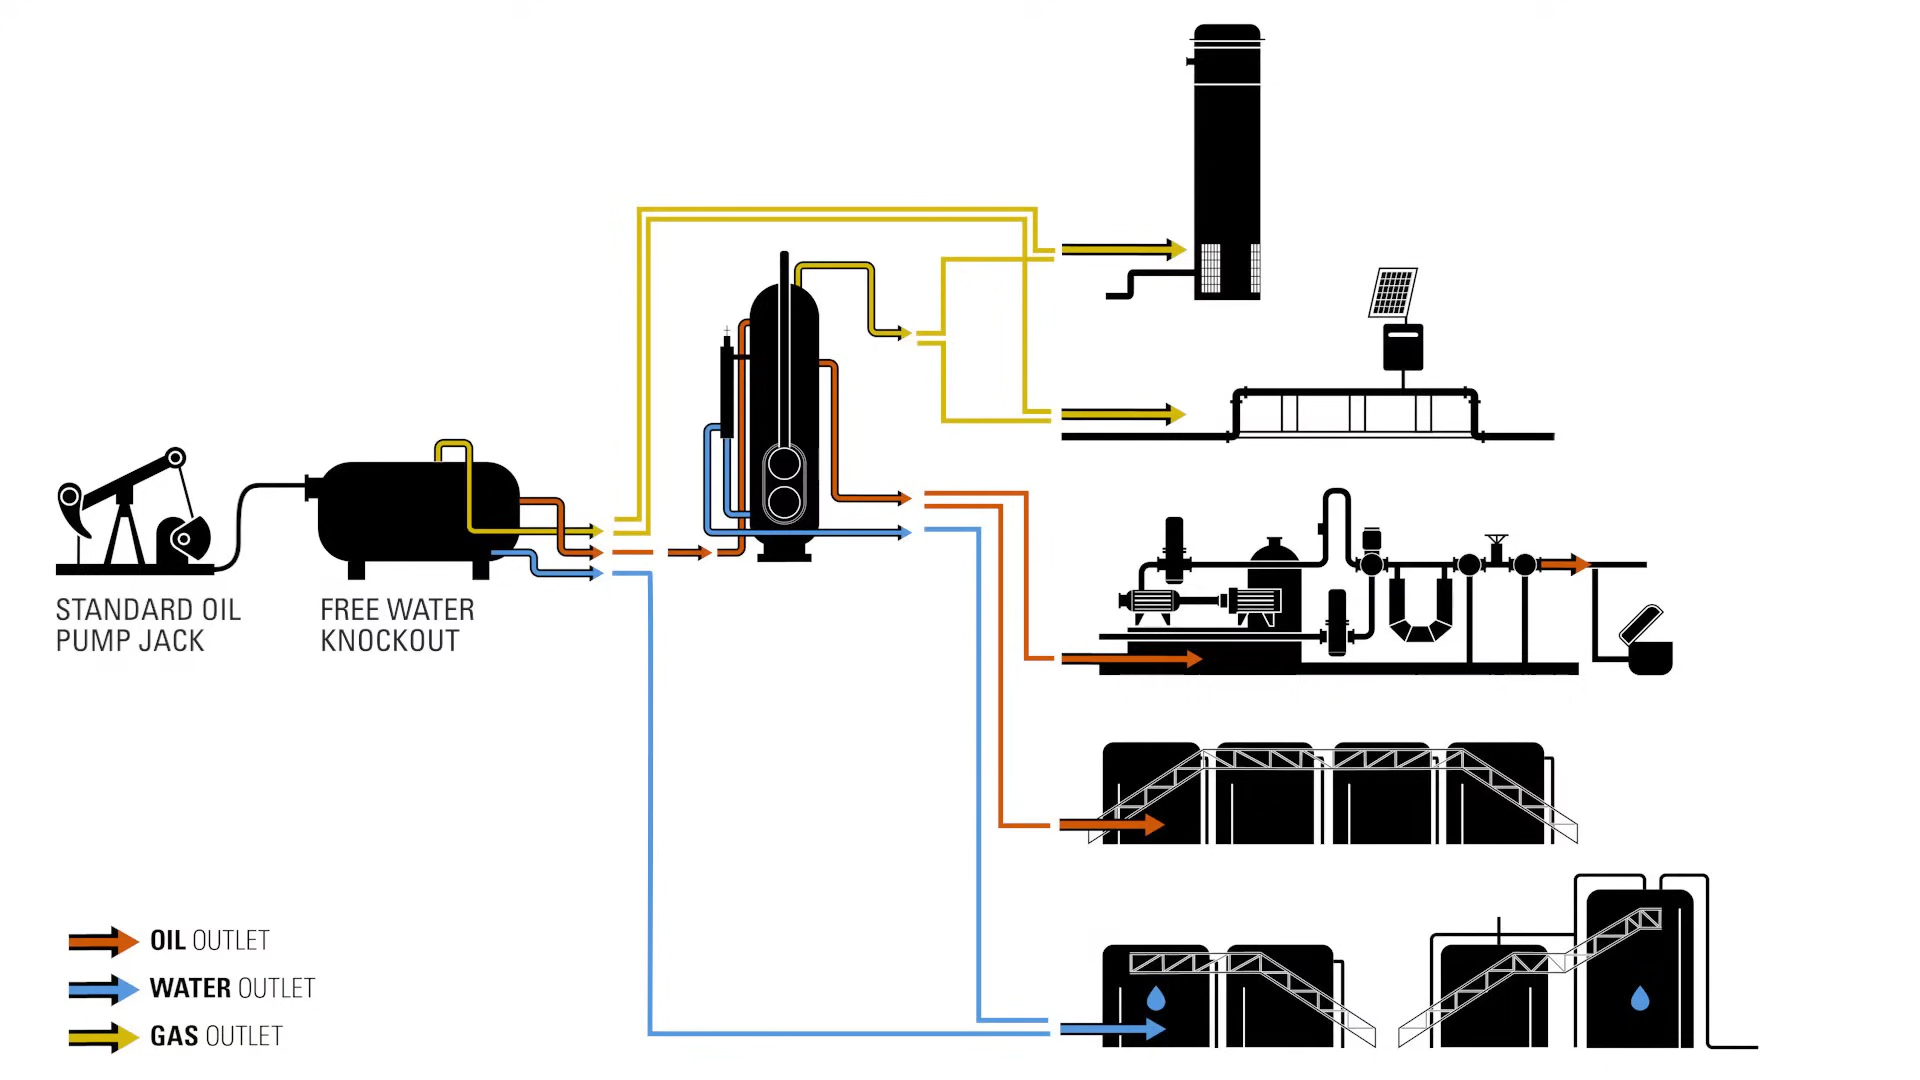 STANDARD OIL
PUMP JACK
FREE WATER
KNOCKOUT
OIL OUTLET
WATER OUTLET
GAS OUTLET